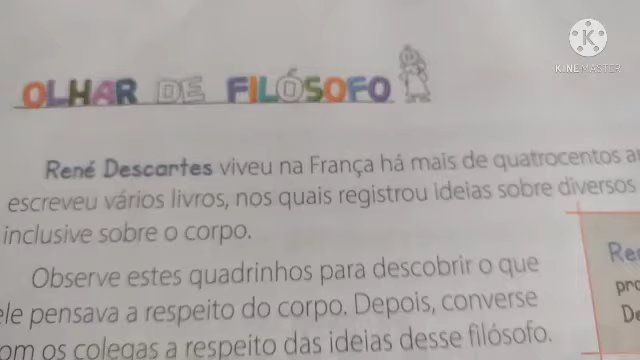 KINEMASTER
OLHAR DE FILÓSOFO
René Descartes viveu na França há mais de quatrocentos
escreveu vários livros, nos quais registrou ideias sobre diversos
inclusive sobre o corpo.
Observe estes quadrinhos para descobrir o que
ele pensava a respeito do corpo. Depois, converse
com os colegas a respeito das ideias desse filósofo.